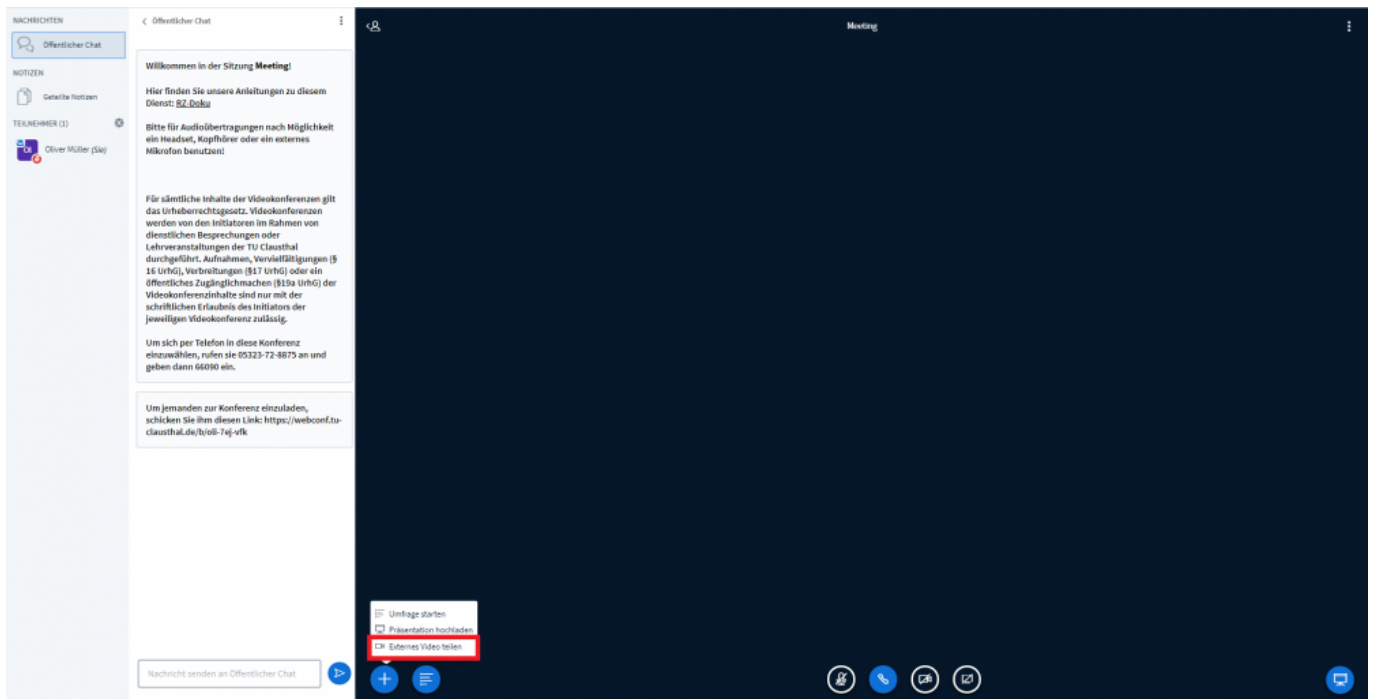 NACHRICHTEN
Öffentlicher Chat
NOTIZEN
Geteilte Notizen
TEILNEHMER (1)
Oliver Müller (Sie)
Öffentlicher Chat
Willkommen in der Sitzung Meeting!
Hier finden Sie unsere Anleitungen zu diesem
Dienst: RZ-Doku
Bitte für Audioübertragungen nach Möglichkeit
ein Headset, Kopfhörer oder ein externes
Mikrofon benutzen!
Für sämtliche Inhalte der Videokonferenzen gilt
das Urheberrechtsgesetz. Videokonferenzen
werden von den Initiatoren im Rahmen von
dienstlichen Besprechungen oder
Lehrveranstaltungen der TU Clausthal
durchgeführt. Aufnahmen, Vervielfältigungen (§
16 UrhG), Verbreitungen (§17 UrhG) oder ein
öffentliches Zugänglichmachen (§19a UrhG) der
Videokonferenzinhalte sind nur mit der
schriftlichen Erlaubnis des Initiators der
jeweiligen Videokonferenz zulässig.
Um sich per Telefon in diese Konferenz
einzuwählen, rufen sie 05323-72-8875 an und
geben dann 66090 ein.
Um jemanden zur Konferenz einzuladen,
schicken Sie ihm diesen Link: https://webconf.tu-
clausthal.de/b/oli-7ej-vfk
Nachricht senden an Öffentlicher Chat
Meeting
Umfrage starten
Präsentation hochladen
Externes Video teilen